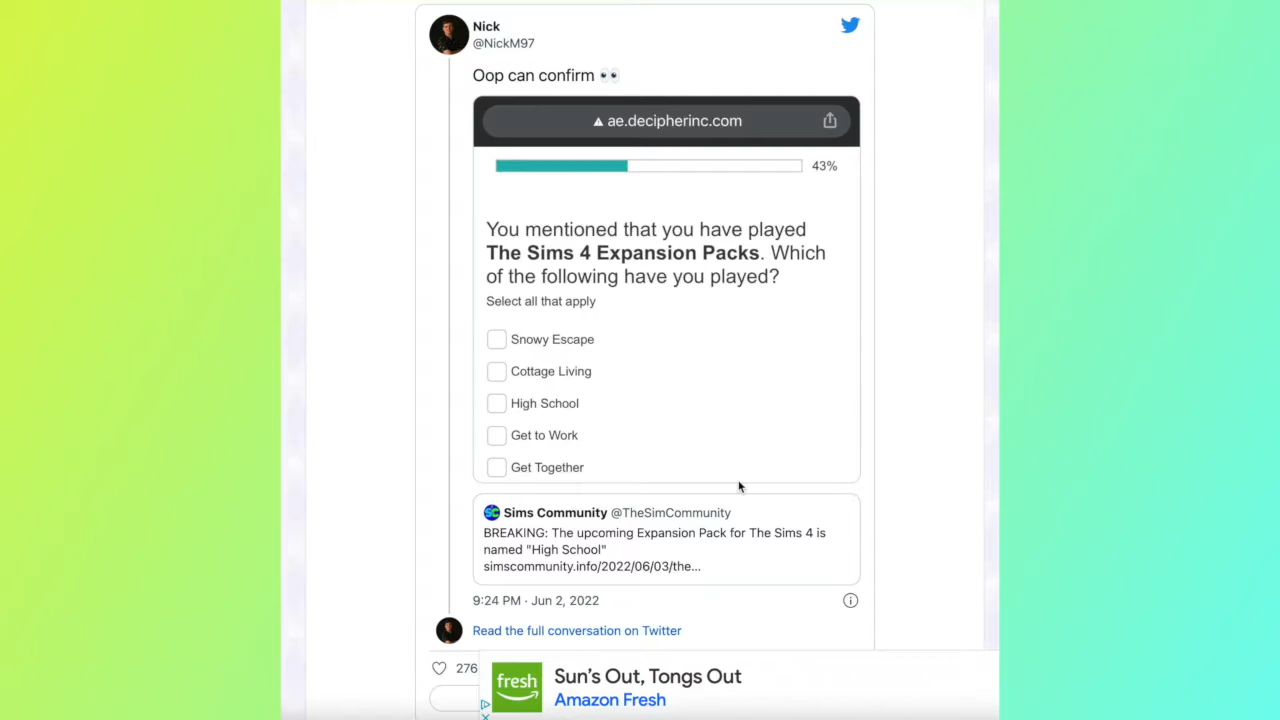 Nick
@NickM97
Oop can confirm 👀
ae.decipherinc.com
43%
You mentioned that you have played
The Sims 4 Expansion Packs. Which
of the following have you played?
Select all that apply
Snowy Escape
Cottage Living
High School
Get to Work
Get Together
SC Sims Community @TheSimCommunity
BREAKING: The upcoming Expansion Pack for The Sims 4 is
named "High School"
simscommunity.info/2022/06/03/the...
9:24 PM · Jun 2, 2022
Read the full conversation on Twitter
276
fresh
Sun's Out, Tongs Out
Amazon Fresh